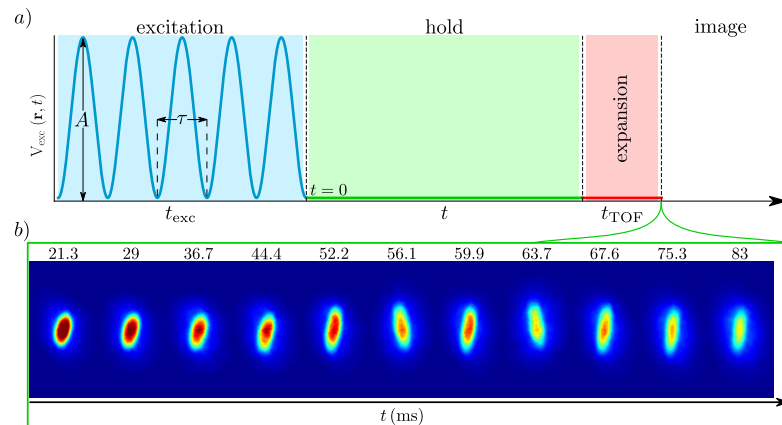 a)
excitation hold image
V_exc (r, t)
A
τ
expansion
t = 0
t_exc t t_TOF
b)
21.3 29 36.7 44.4 52.2 56.1 59.9 63.7 67.6 75.3 83
t (ms)